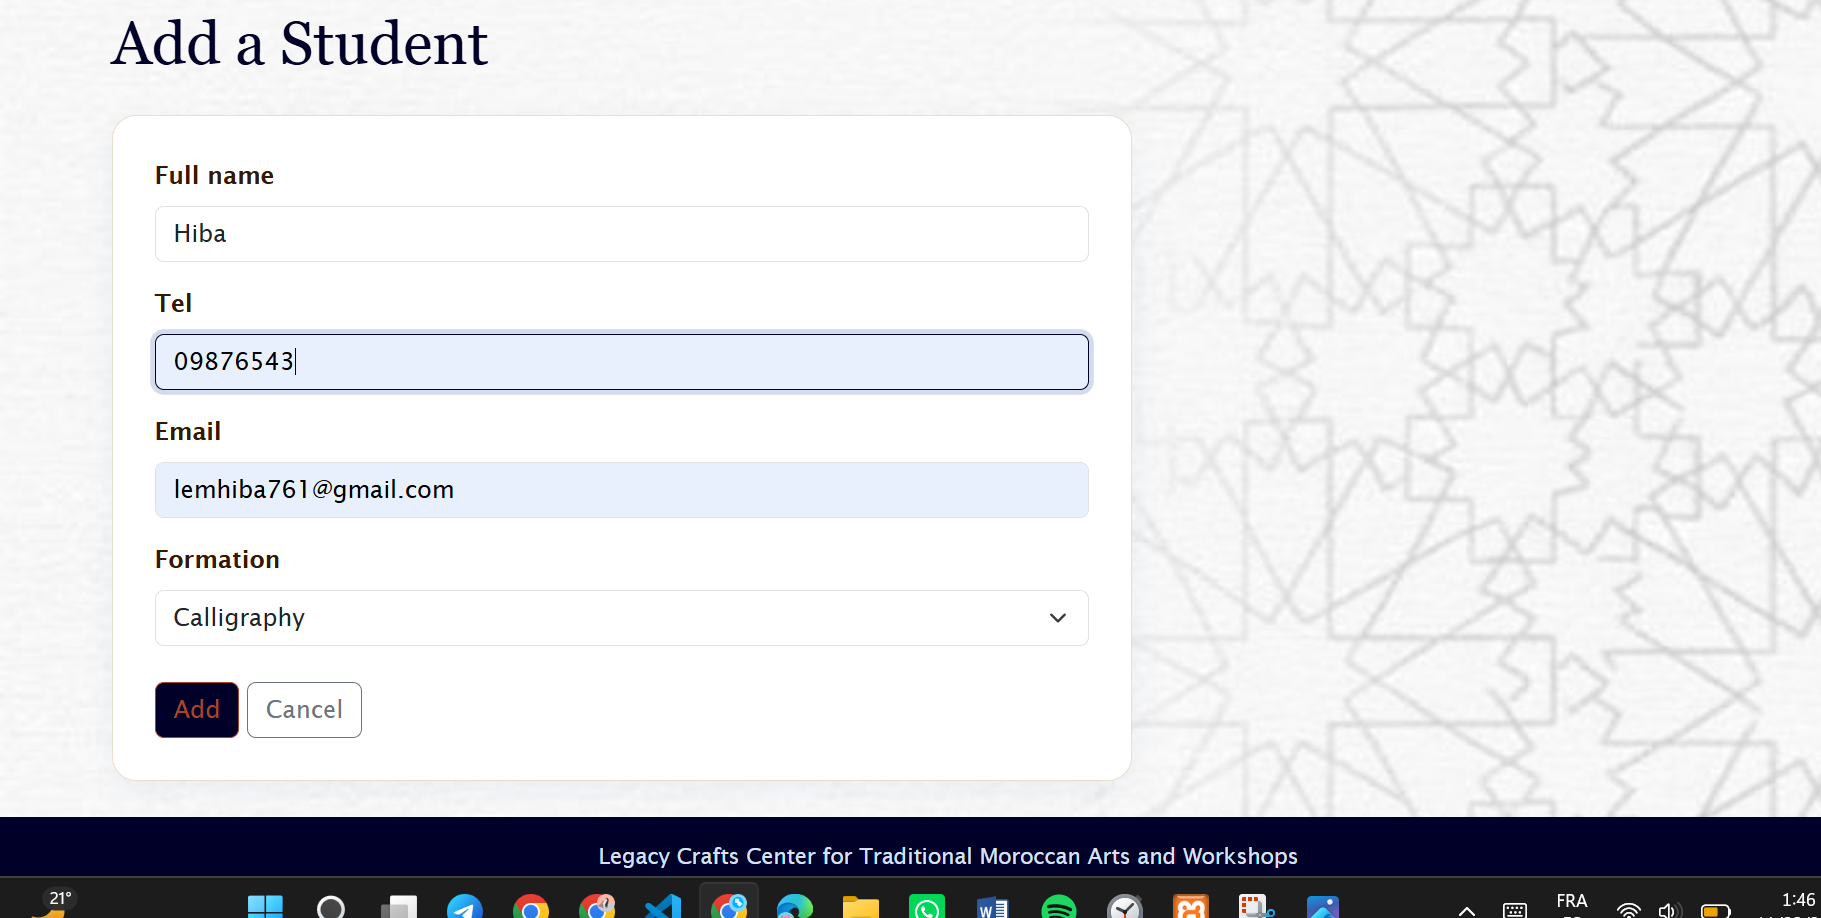 Add a Student
Full name
Hiba
Tel
09876543
Email
lemhiba761@gmail.com
Formation
Calligraphy
Add
Cancel
Legacy Crafts Center for Traditional Moroccan Arts and Workshops
21°
FRA
1:46